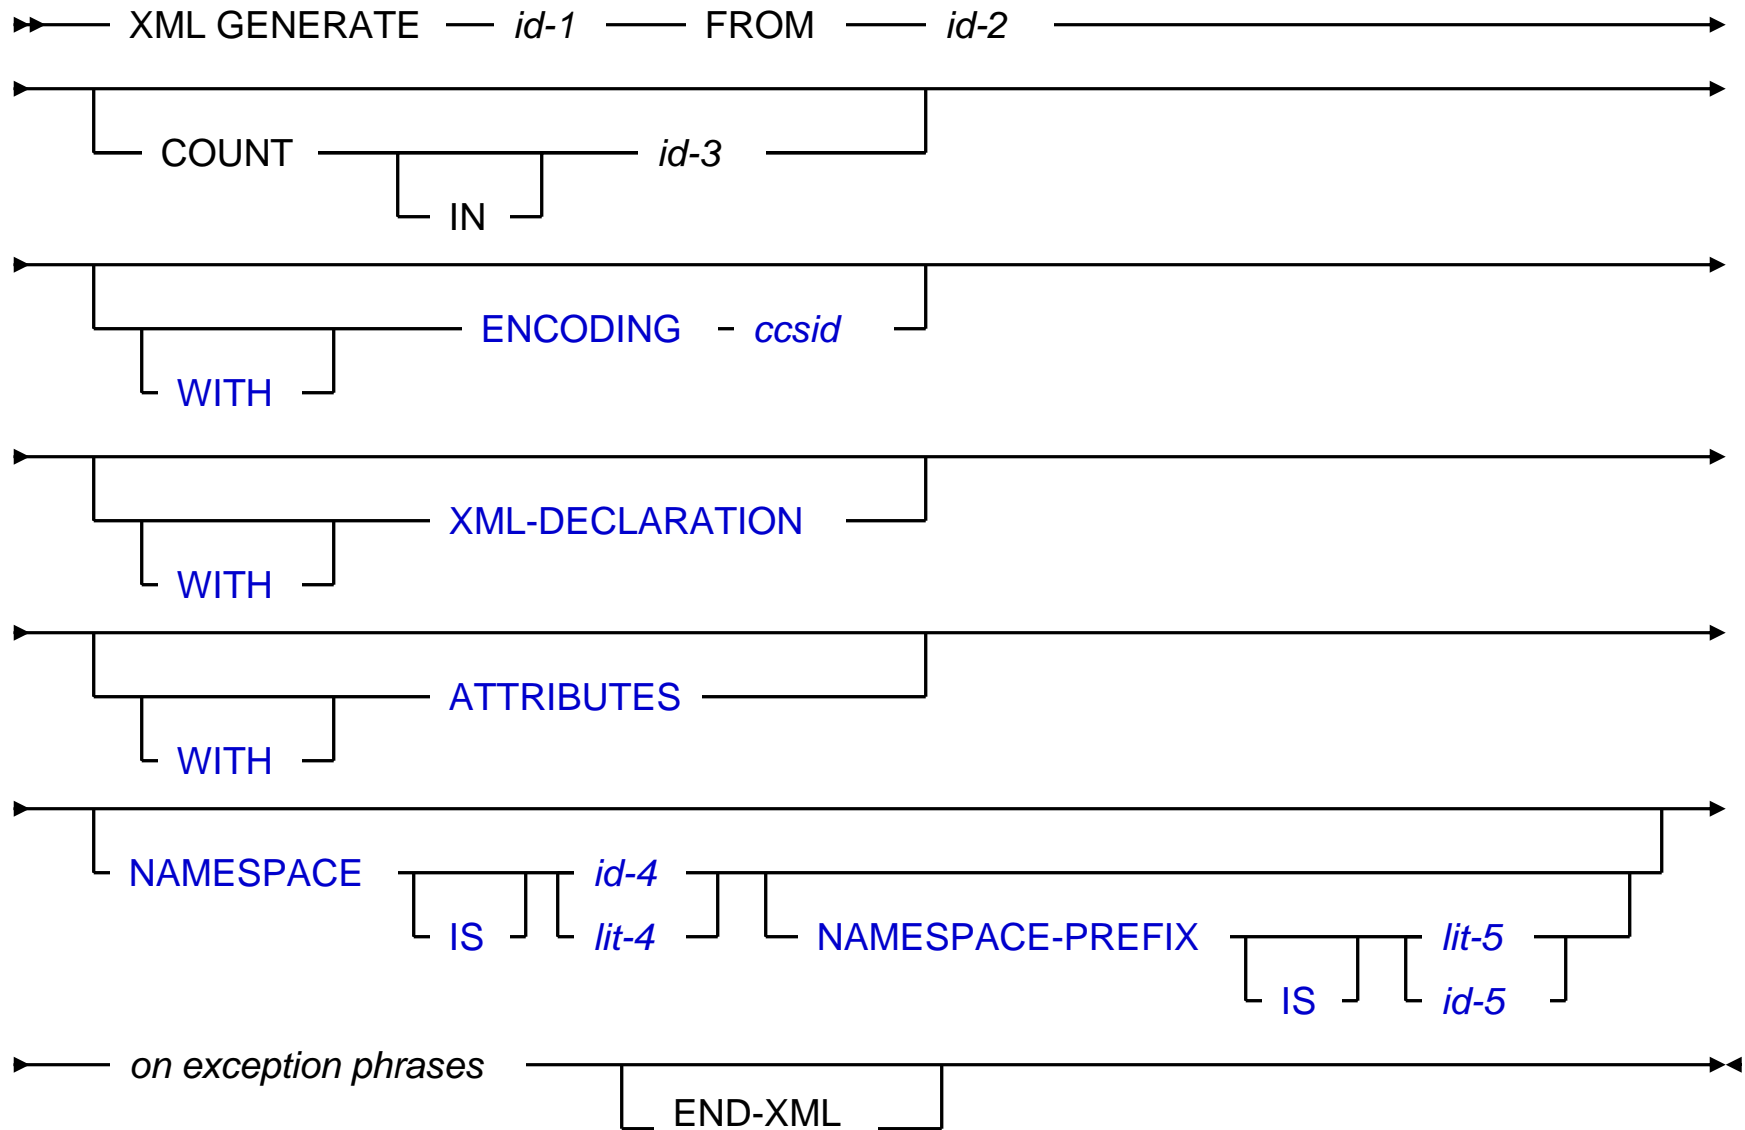 XML GENERATE id-1 FROM id-2
COUNT id-3
IN
ENCODING ccsid
WITH
XML-DECLARATION
WITH
ATTRIBUTES
WITH
NAMESPACE id-4
IS lit-4 NAMESPACE-PREFIX lit-5
IS id-5
on exception phrases
END-XML